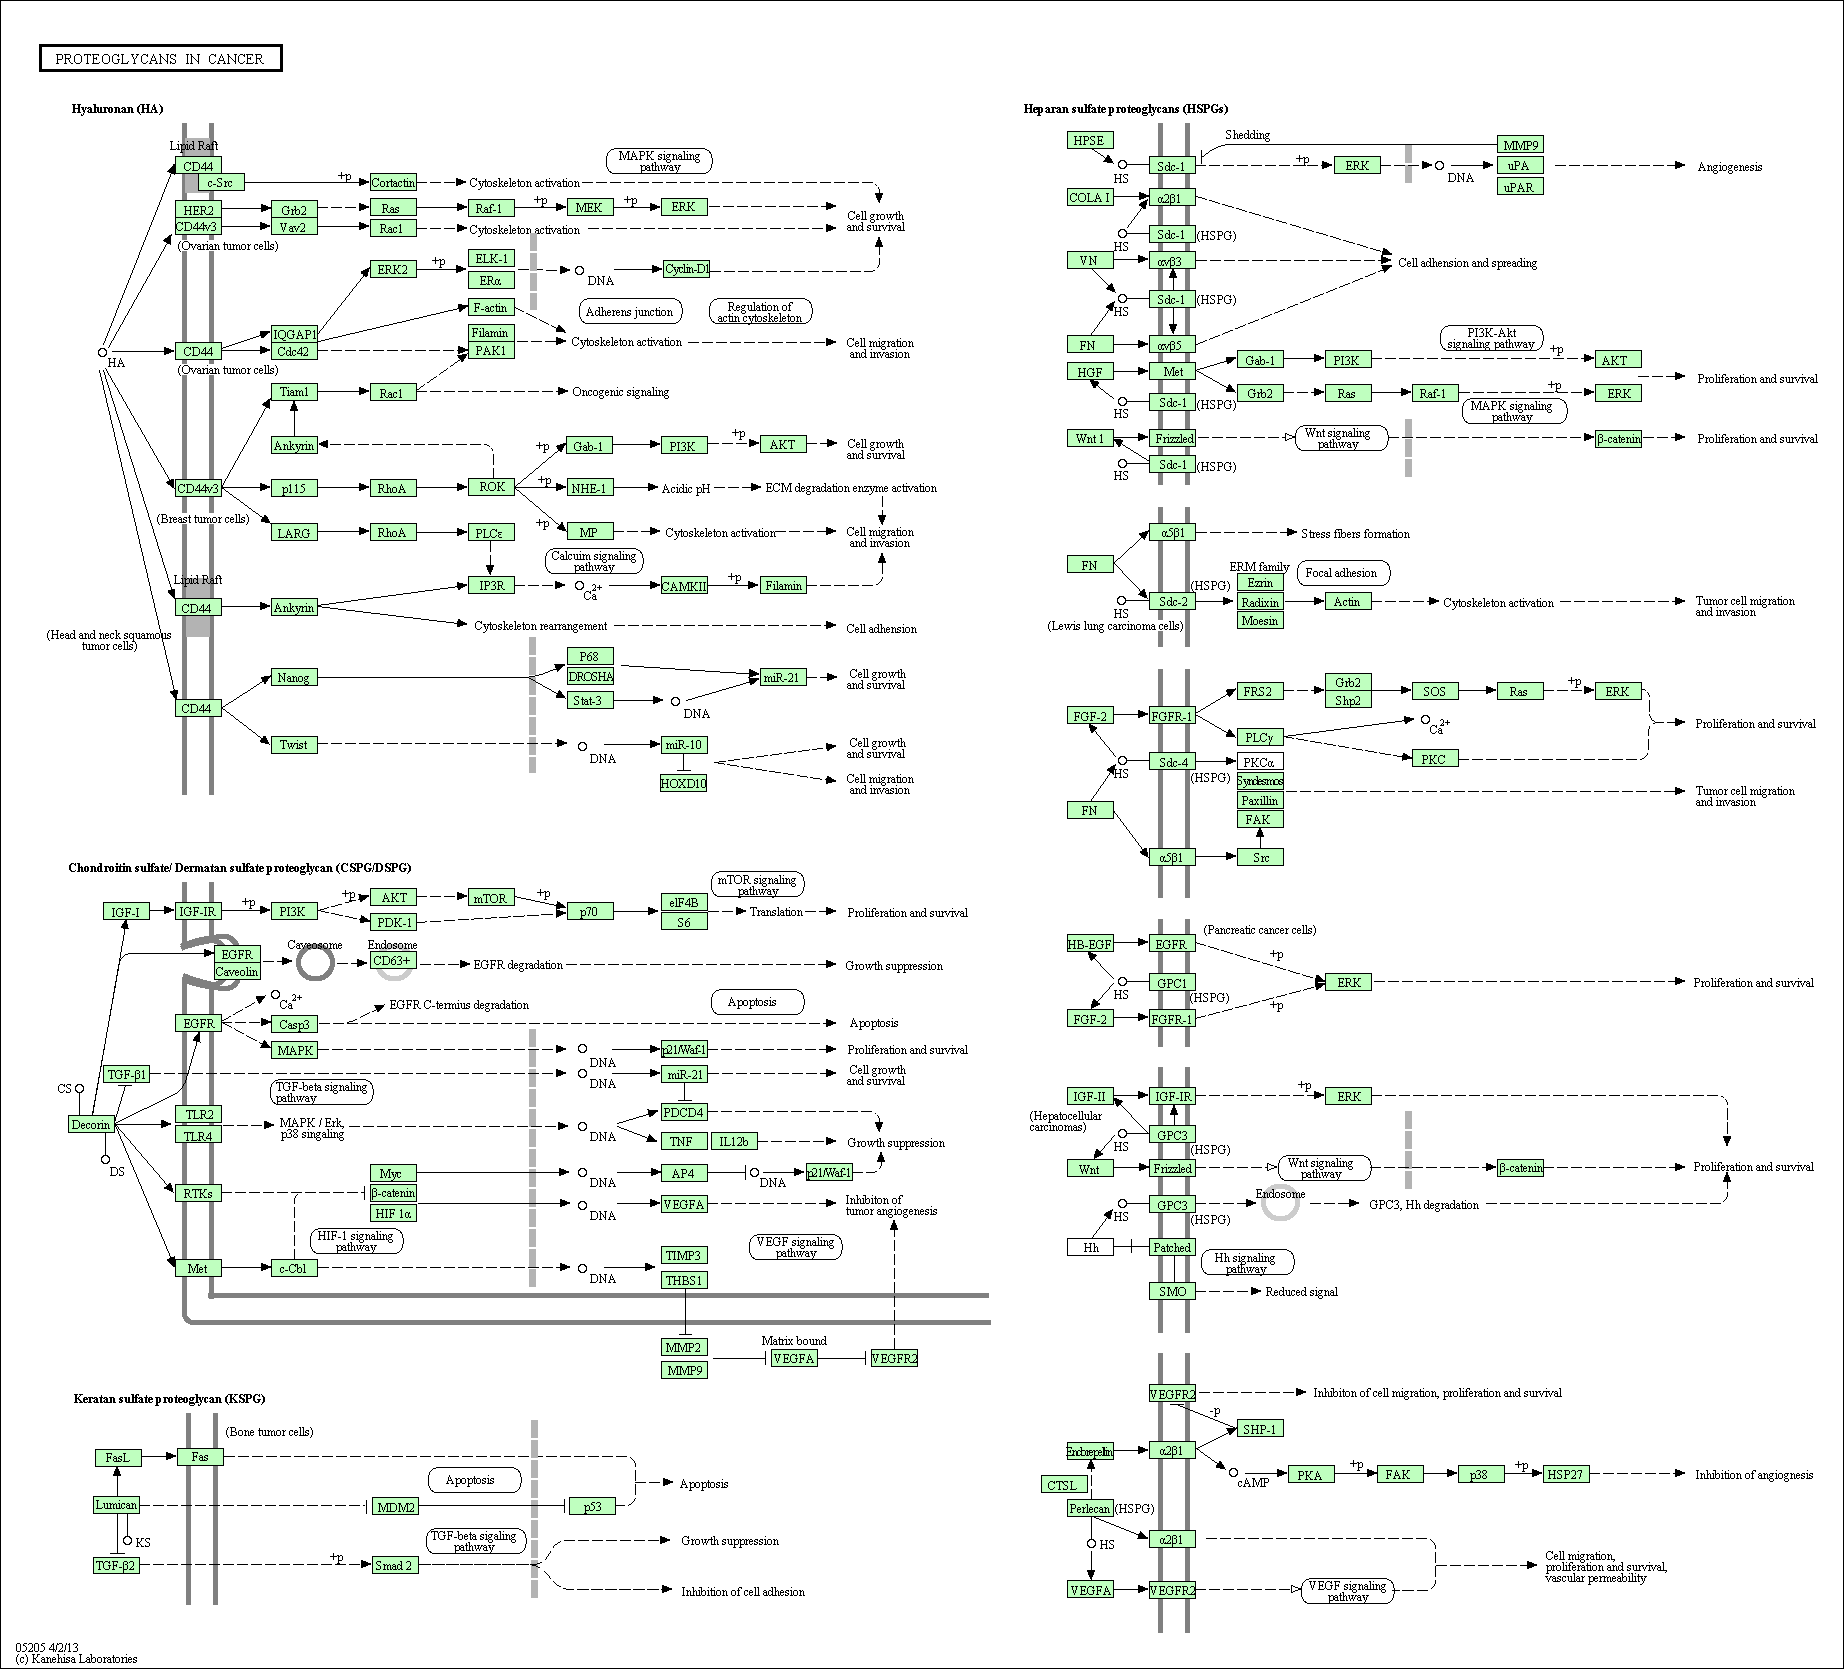 PROTEOGLYCANS IN CANCER
Hyaluronan (HA)
Lipid Raft
CD44
c-Src
+p
Cortactin
Cytoskeleton activation
MAPK signaling
pathway
HER2
Grb2
Ras
Raf-1
+p
MEK
+p
ERK
Cell growth
and survival
CD44v3
Vav2
Rac1
Cytoskeleton activation
(Ovarian tumor cells)
ERK2
+p
ELK-1
ERα
DNA
Cyclin-D1
F-actin
Adherens junction
Regulation of
actin cytoskeleton
HA
CD44
IQGAP1
Cdc42
Filamin
PAK1
Cytoskeleton activation
Cell migration
and invasion
(Ovarian tumor cells)
Tiam1
Rac1
Oncogenic signaling
Ankyrin
+p
Gab-1
PI3K
+p
AKT
Cell growth
and survival
CD44v3
p115
RhoA
ROK
+p
NHE-1
Acidic pH
ECM degradation enzyme activation
(Breast tumor cells)
LARG
RhoA
PLCε
+p
MP
Cytoskeleton activation
Cell migration
and invasion
Calcuim signaling
pathway
Lipid Raft
IP3R
Ca2+
CAMKII
+p
Filamin
CD44
Ankyrin
Cytoskeleton rearrangement
Cell adhension
(Head and neck squamous
tumor cells)
Nanog
P68
DROSHA
Stat-3
DNA
miR-21
Cell growth
and survival
CD44
Twist
DNA
miR-10
HOXD10
Cell growth
and survival
Cell migration
and invasion
Chondroitin sulfate/ Dermatan sulfate proteoglycan (CSPG/DSPG)
IGF-I
IGF-IR
+p
PI3K
+p
AKT
PDK-1
mTOR
+p
p70
eIF4B
S6
mTOR signaling
pathway
Translation
Proliferation and survival
EGFR
Caveolin
Caveosome
Endosome
CD63+
EGFR degradation
Growth suppression
Ca2+
EGFR C-termius degradation
Apoptosis
EGFR
Casp3
Apoptosis
MAPK
DNA
p21/Waf-1
Proliferation and survival
TGF-β1
DNA
miR-21
Cell growth
and survival
CS
TGF-beta signaling
pathway
Decorin
DS
TLR2
TLR4
MAPK / Erk,
p38 singaling
DNA
PDCD4
TNF
IL12b
Growth suppression
RTKs
Myc
β-catenin
HIF 1α
DNA
AP4
DNA
p21/Waf-1
DNA
VEGFA
Inhibiton of
tumor angiogenesis
HIF-1 signaling
pathway
VEGF signaling
pathway
Met
c-Cbl
DNA
TIMP3
THBS1
MMP2
MMP9
Matrix bound
VEGFA
VEGFR2
Keratan sulfate proteoglycan (KSPG)
(Bone tumor cells)
FasL
Fas
Apoptosis
Apoptosis
Lumican
MDM2
p53
KS
TGF-β2
+p
Smad 2
TGF-beta sigaling
pathway
Growth suppression
Inhibition of cell adhesion
05205 4/2/13
(c) Kanehisa Laboratories
Heparan sulfate proteoglycans (HSPGs)
HPSE
HS
Sdc-1
Shedding
+p
ERK
DNA
MMP9
uPA
uPAR
Angiogenesis
COLA I
α2β1
HS
Sdc-1
(HSPG)
VN
αvβ3
Cell adhension and spreading
HS
Sdc-1
(HSPG)
FN
αvβ5
HGF
Met
Gab-1
PI3K
PI3K-Akt
signaling pathway
+p
AKT
Proliferation and survival
HS
Sdc-1
(HSPG)
Grb2
Ras
Raf-1
+p
ERK
MAPK signaling
pathway
Wnt 1
Frizzled
Wnt signaling
pathway
β-catenin
Proliferation and survival
HS
Sdc-1
(HSPG)
α5β1
Stress fibers formation
FN
HS
Sdc-2
(HSPG)
ERM family
Ezrin
Radixin
Moesin
Focal adhesion
Actin
Cytoskeleton activation
Tumor cell migration
and invasion
(Lewis lung carcinoma cells)
FGF-2
FGFR-1
FRS2
Grb2
Shp2
SOS
Ras
+p
ERK
Proliferation and survival
PLCγ
Ca2+
PKC
HS
Sdc-4
(HSPG)
PKCα
Syndesmos
Paxillin
FAK
Tumor cell migration
and invasion
FN
α5β1
Src
HB-EGF
EGFR
(Pancreatic cancer cells)
+p
HS
GPC1
(HSPG)
ERK
Proliferation and survival
FGF-2
FGFR-1
+p
IGF-II
IGF-IR
+p
ERK
(Hepatocellular
carcinomas)
HS
GPC3
(HSPG)
Wnt
Frizzled
Wnt signaling
pathway
β-catenin
Proliferation and survival
HS
GPC3
(HSPG)
Endosome
GPC3, Hh degradation
Hh
Patched
Hh signaling
pathway
SMO
Reduced signal
VEGFR2
Inhibiton of cell migration, proliferation and survival
-p
SHP-1
Endorepellin
α2β1
cAMP
PKA
+p
FAK
p38
+p
HSP27
Inhibition of angiognesis
CTSL
Perlecan
(HSPG)
HS
α2β1
VEGFA
VEGFR2
VEGF signaling
pathway
Cell migration,
proliferation and survival,
vascular permeability